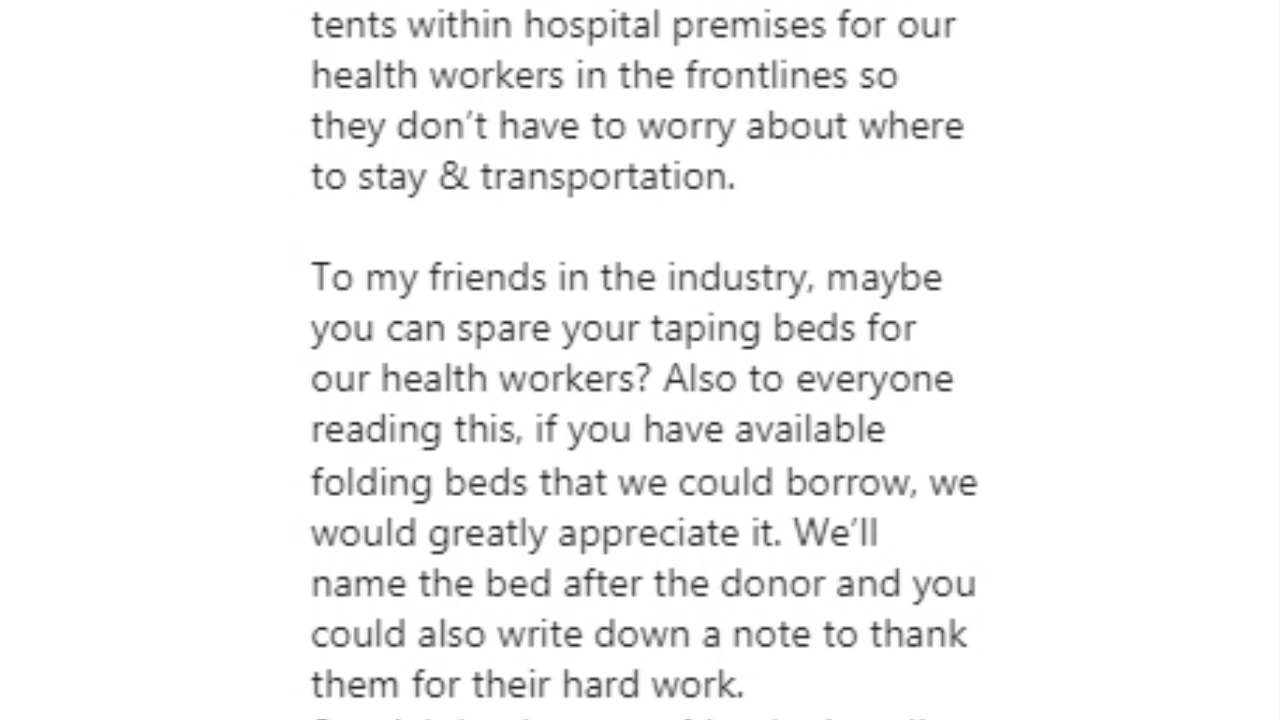 tents within hospital premises for our
health workers in the frontlines so
they don’t have to worry about where
to stay & transportation.
To my friends in the industry, maybe
you can spare your taping beds for
our health workers? Also to everyone
reading this, if you have available
folding beds that we could borrow, we
would greatly appreciate it. We’ll
name the bed after the donor and you
could also write down a note to thank
them for their hard work.